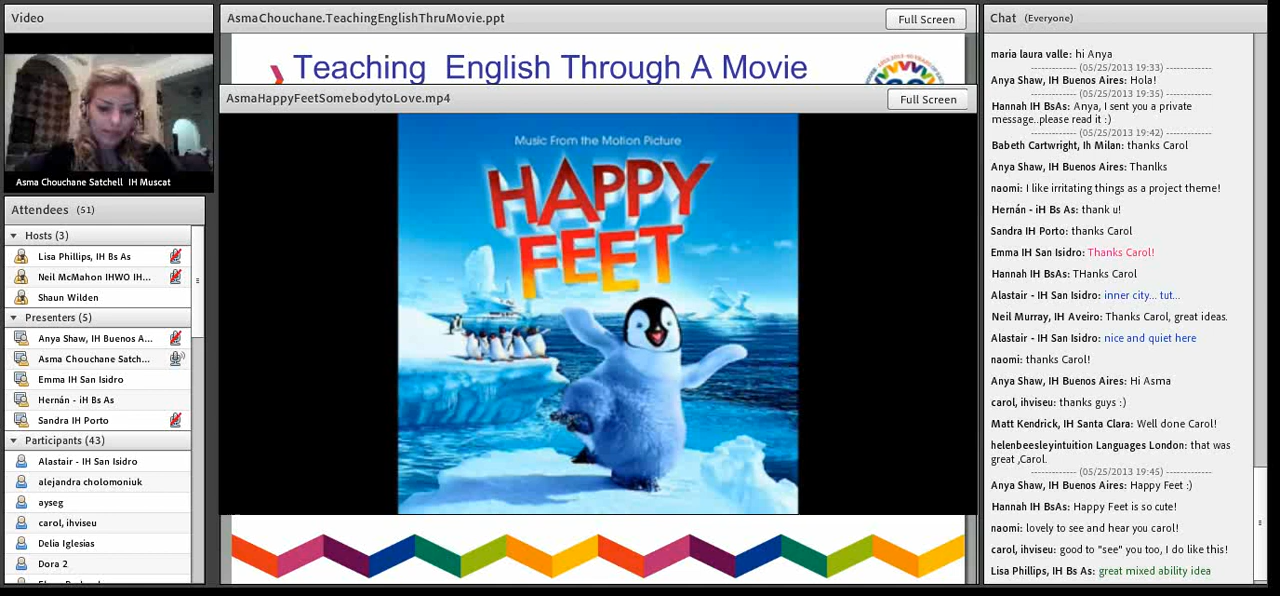 Video
Asma Chouchane Satchell IH Muscat
Attendees (51)
Hosts (3)
Lisa Phillips, IH Bs As
Neil McMahon IHWO IH...
Shaun Wilden
Presenters (5)
Anya Shaw, IH Buenos A...
Asma Chouchane Satch...
Emma IH San Isidro
Hernán - iH Bs As
Sandra IH Porto
Participants (43)
Alastair - IH San Isidro
alejandra cholomoniuk
ayseg
carol, ihviseu
Delia Iglesias
Dora 2
AsmaChouchane.TeachingEnglishThruMovie.ppt
Full Screen
Teaching English Through A Movie
AsmaHappyFeetSomebodytoLove.mp4
Full Screen
Music From the Motion Picture
HAPPY
FEET
Chat (Everyone)
maria laura valle: hi Anya
------------- (05/25/2013 19:33) -------------
Anya Shaw, IH Buenos Aires: Hola!
------------- (05/25/2013 19:35) -------------
Hannah IH BsAs: Anya, I sent you a private
message..please read it :)
------------- (05/25/2013 19:42) -------------
Babeth Cartwright, Ih Milan: thanks Carol
Anya Shaw, IH Buenos Aires: Thanlks
naomi: I like irritating things as a project theme!
Hernán - iH Bs As: thank u!
Sandra IH Porto: thanks Carol
Emma IH San Isidro: Thanks Carol!
Hannah IH BsAs: THanks Carol
Alastair - IH San Isidro: inner city... tut...
Neil Murray, IH Aveiro: Thanks Carol, great ideas.
Alastair - IH San Isidro: nice and quiet here
naomi: thanks Carol!
Anya Shaw, IH Buenos Aires: Hi Asma
carol, ihviseu: thanks guys :)
Matt Kendrick, IH Santa Clara: Well done Carol!
helenbeesleyintuition Languages London: that was
great ,Carol.
------------- (05/25/2013 19:45) -------------
Anya Shaw, IH Buenos Aires: Happy Feet :)
Hannah IH BsAs: Happy Feet is so cute!
naomi: lovely to see and hear you carol!
carol, ihviseu: good to "see" you too, I do like this!
Lisa Phillips, IH Bs As: great mixed ability idea